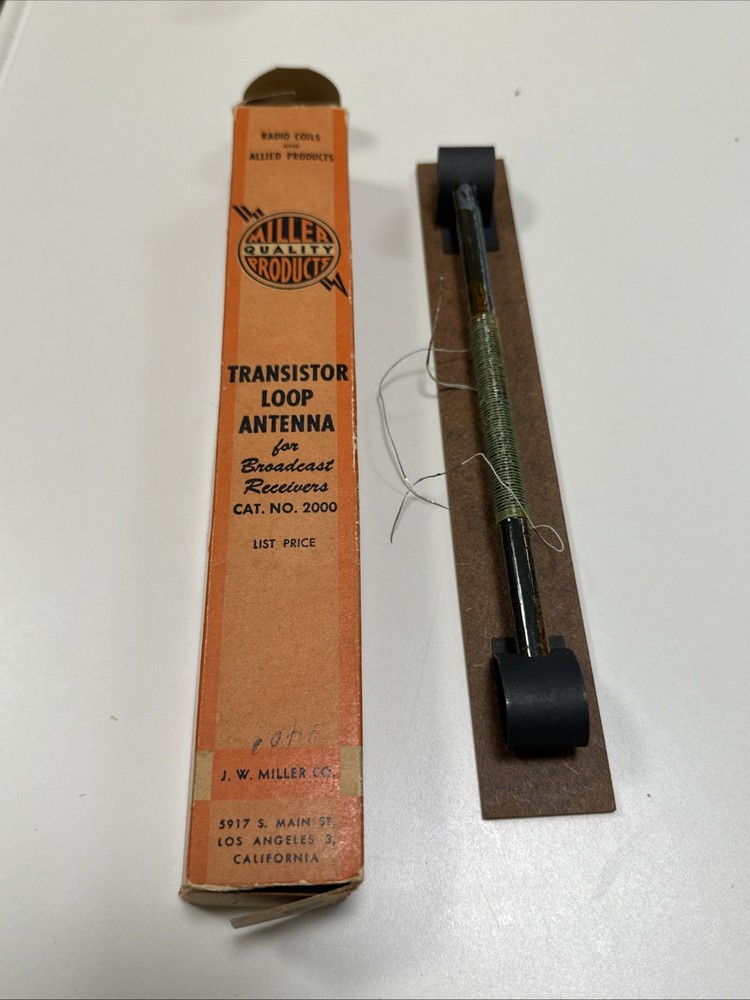 RADIO COILS
AND
ALLIED PRODUCTS
MILLER
QUALITY
PRODUCTS
TRANSISTOR
LOOP
ANTENNA
for
Broadcast
Receivers
CAT. NO. 2000
LIST PRICE
J. W. MILLER CO.
5917 S. MAIN ST.
LOS ANGELES 3,
CALIFORNIA